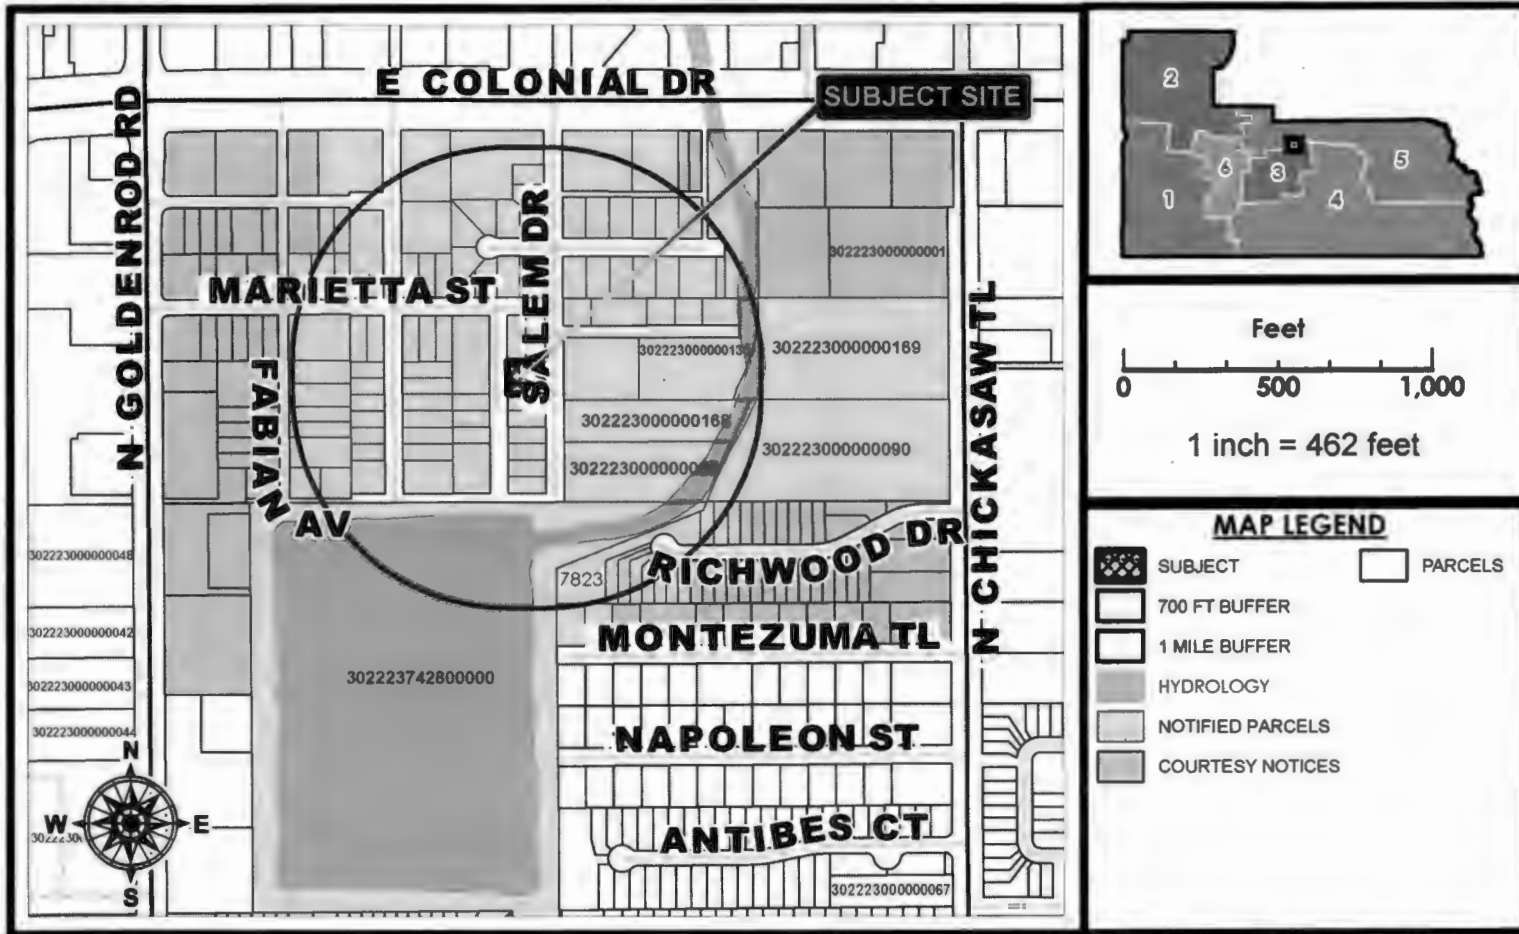 E COLONIAL DR
SUBJECT SITE
N GOLDENROD RD
SALEM DR
302223000000001
MARIETTA ST
N CHICKASAW TL
302223000000169
FABIAN AV
302223000000168
302223000000090
302223000000048
RICHWOOD DR
7823
302223000000042
MONTEZUMA TL
302223742800000
302223000000043
302223000000044
NAPOLEON ST
ANTIBES CT
302223000000067
N
W
E
S
2
6
3
5
1
4
Feet
0
500
1,000
1 inch = 462 feet
MAP LEGEND
SUBJECT
PARCELS
700 FT BUFFER
1 MILE BUFFER
HYDROLOGY
NOTIFIED PARCELS
COURTESY NOTICES